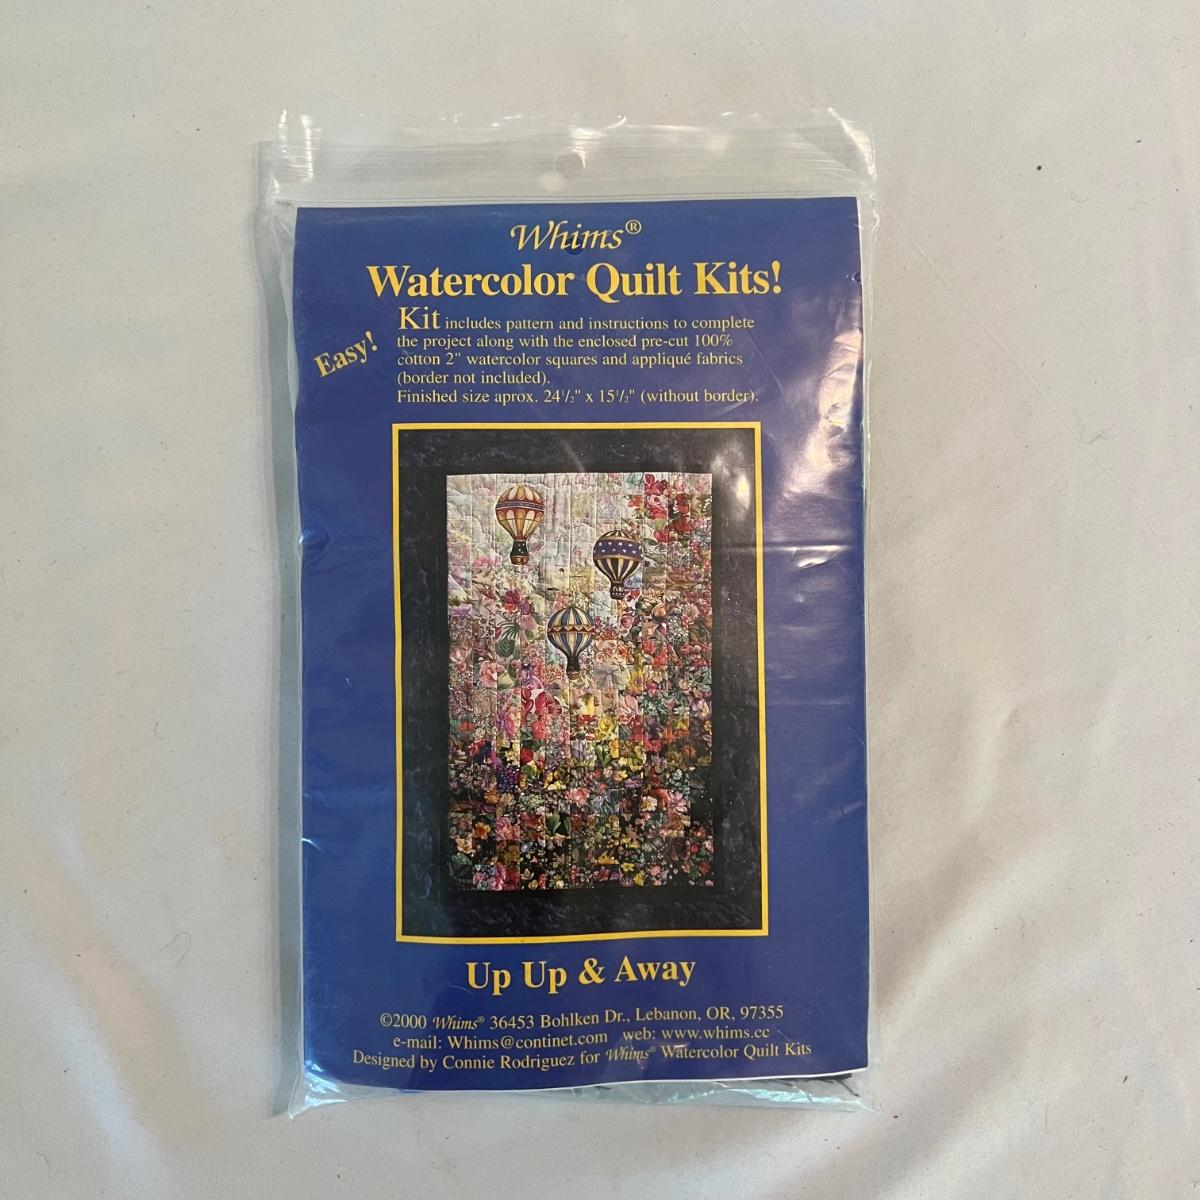 Whims®
Watercolor Quilt Kits!
Easy!
Kit includes pattern and instructions to complete
the project along with the enclosed pre-cut 100%
cotton 2" watercolor squares and appliqué fabrics
(border not included).
Finished size aprox. 24½" x 15½" (without border).
Up Up & Away
©2000 Whims® 36453 Bohlken Dr., Lebanon, OR, 97355
e-mail: Whims@continet.com web: www.whims.cc
Designed by Connie Rodriguez for Whims® Watercolor Quilt Kits